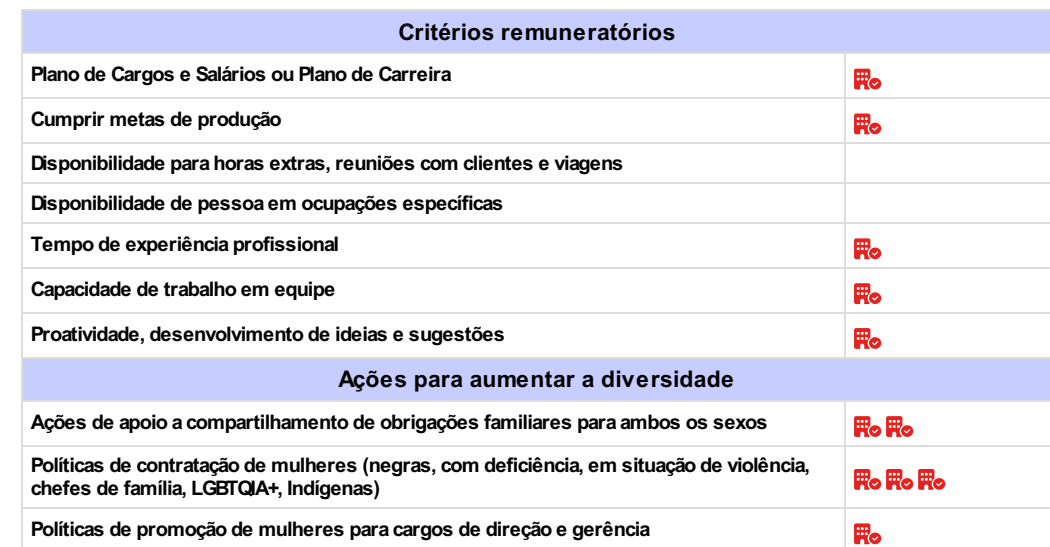 Critérios remuneratórios
Plano de Cargos e Salários ou Plano de Carreira
Cumprir metas de produção
Disponibilidade para horas extras, reuniões com clientes e viagens
Disponibilidade de pessoa em ocupações específicas
Tempo de experiência profissional
Capacidade de trabalho em equipe
Proatividade, desenvolvimento de ideias e sugestões
Ações para aumentar a diversidade
Ações de apoio a compartilhamento de obrigações familiares para ambos os sexos
Políticas de contratação de mulheres (negras, com deficiência, em situação de violência,
chefes de família, LGBTQIA+, Indígenas)
Políticas de promoção de mulheres para cargos de direção e gerência